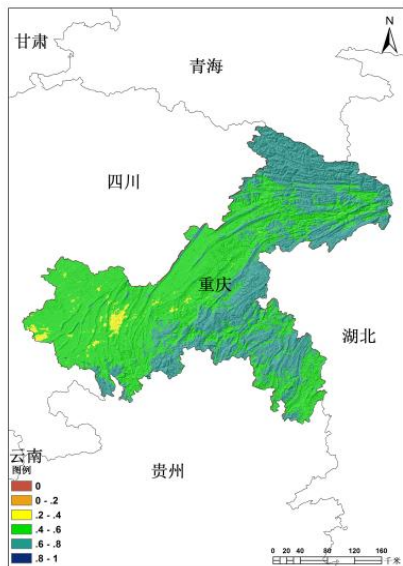 N
甘肃
青海
四川
重庆
湖北
云南
贵州
图例
0
0 - .2
.2 - .4
.4 - .6
.6 - .8
.8 - 1
0 20 40 80 120 160
千米